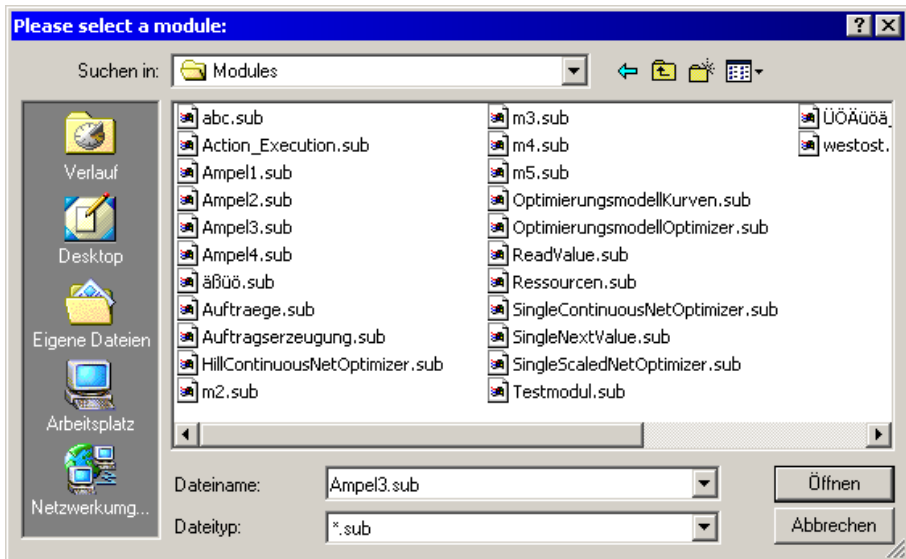 Please select a module:
Suchen in:
Modules
Verlauf
Desktop
Eigene Dateien
Arbeitsplatz
Netzwerkumg...
abc.sub
Action_Execution.sub
Ampel1.sub
Ampel2.sub
Ampel3.sub
Ampel4.sub
äßüö.sub
Auftraege.sub
Auftragserzeugung.sub
HillContinuousNetOptimizer.sub
m2.sub
m3.sub
m4.sub
m5.sub
OptimierungsmodellKurven.sub
OptimierungsmodellOptimizer.sub
ReadValue.sub
Ressourcen.sub
SingleContinuousNetOptimizer.sub
SingleNextValue.sub
SingleScaledNetOptimizer.sub
Testmodul.sub
ÜÖÄüöä_
westost.
Dateiname:
Ampel3.sub
Öffnen
Dateityp:
*.sub
Abbrechen